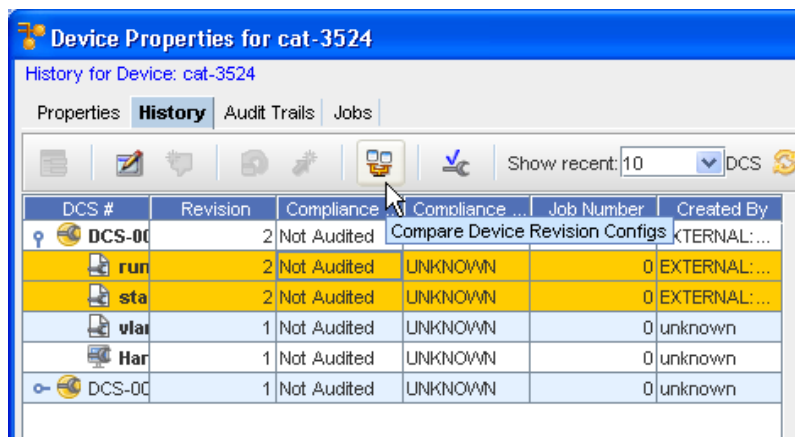 Device Properties for cat-3524
History for Device: cat-3524
Properties History Audit Trails Jobs
Show recent: 10 DCS
DCS # Revision Compliance ... Compliance ... Job Number Created By
Compare Device Revision Configs
DCS-00 2 Not Audited XTERNAL:...
run 2 Not Audited UNKNOWN 0 EXTERNAL:...
sta 2 Not Audited UNKNOWN 0 EXTERNAL:...
vlan 1 Not Audited UNKNOWN 0 unknown
Har 1 Not Audited UNKNOWN 0 unknown
DCS-00 1 Not Audited UNKNOWN 0 unknown